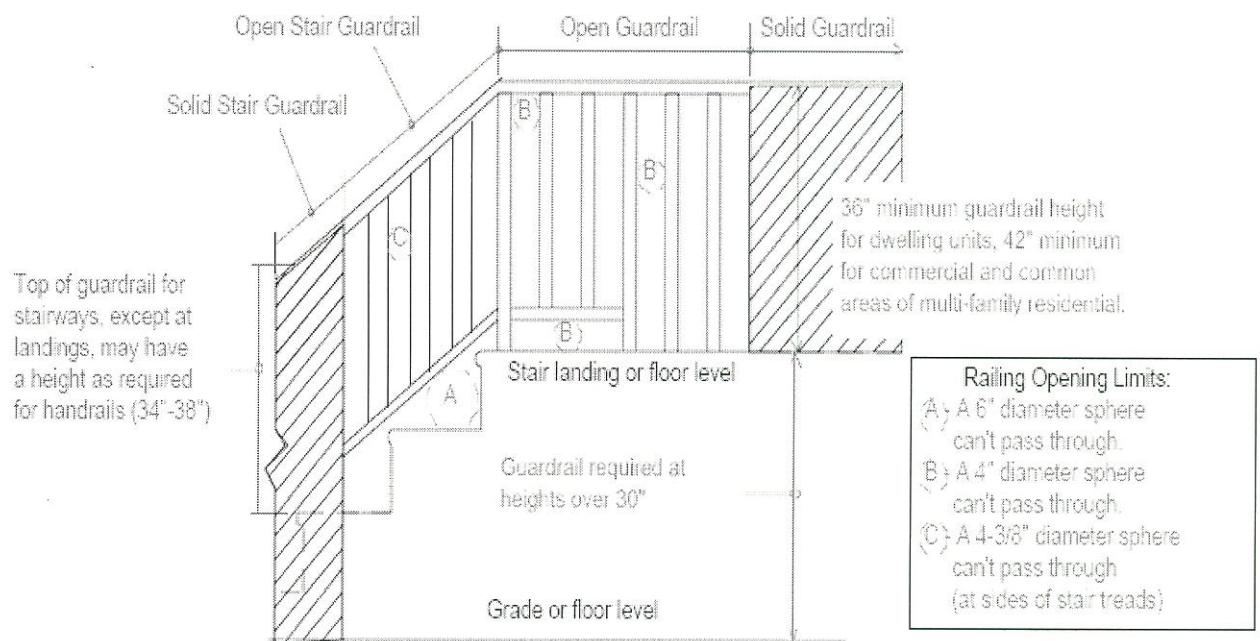 Open Stair Guardrail
Open Guardrail
Solid Guardrail
Solid Stair Guardrail
B
B
C
36" minimum guardrail height
for dwelling units, 42" minimum
for commercial and common
areas of multi-family residential.
Top of guardrail for
stairways, except at
landings, may have
a height as required
for handrails (34"-38")
B
A
Stair landing or floor level
Guardrail required at
heights over 30"
Grade or floor level
Railing Opening Limits:
(A) A 6" diameter sphere
can't pass through.
(B) A 4" diameter sphere
can't pass through.
(C) A 4-3/8" diameter sphere
can't pass through
(at sides of stair treads)